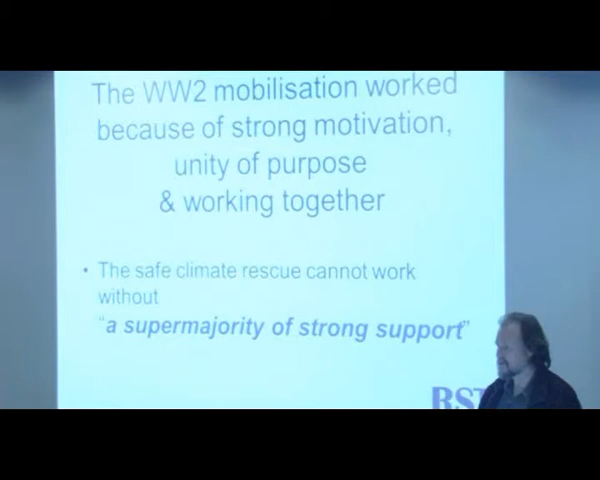 The WW2 mobilisation worked
because of strong motivation,
unity of purpose
& working together
• The safe climate rescue cannot work
without
"a supermajority of strong support"